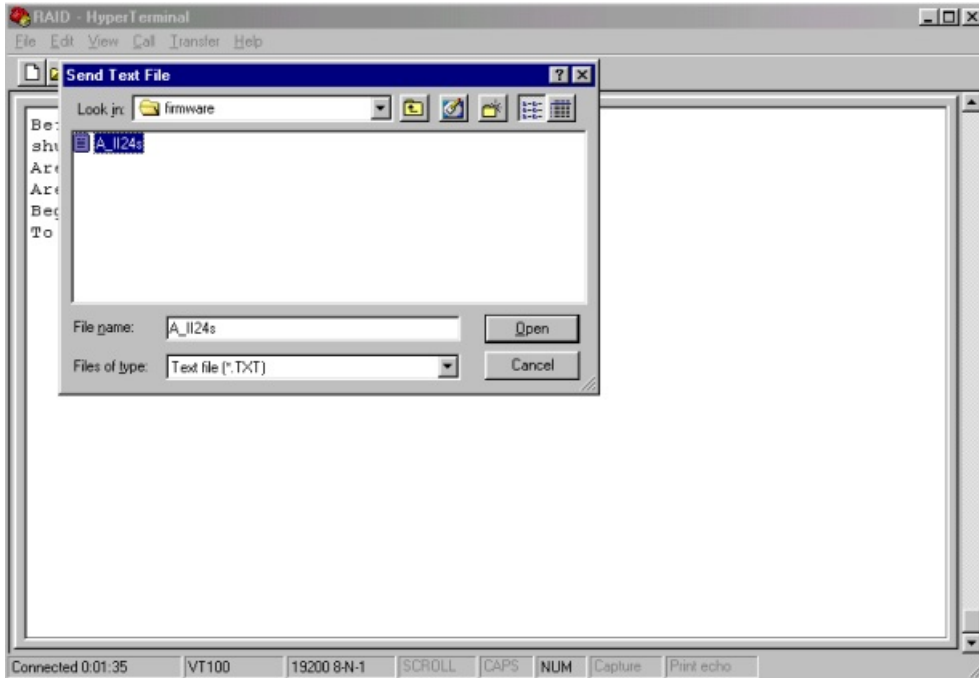 RAID - HyperTerminal
File Edit View Call Transfer Help
Send Text File
Look in: firmware
A_II24s
shu
Are
Are
Beg
To
File name: A_II24s Open
Files of type: Text file (*.TXT) Cancel
Connected 0:01:35 VT100 19200 8-N-1 SCROLL CAPS NUM Capture Print echo